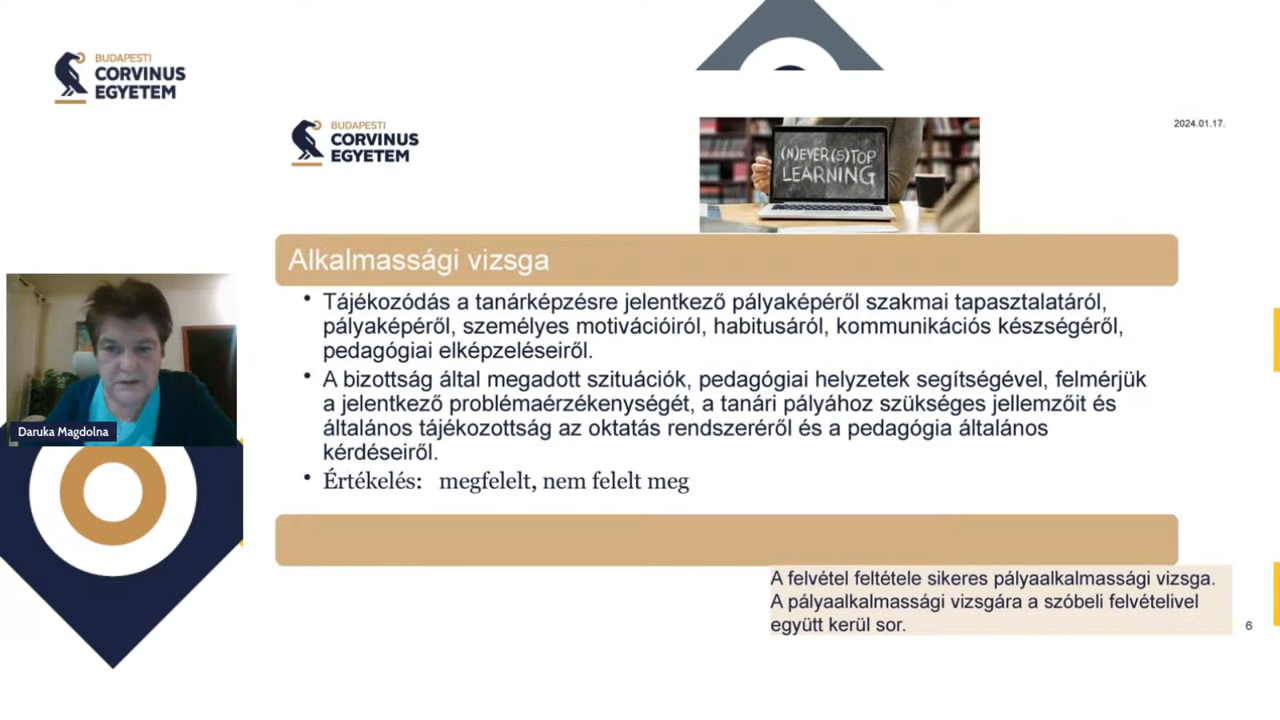 BUDAPESTI
CORVINUS
EGYETEM
BUDAPESTI
CORVINUS
EGYETEM
(N)EVER (S)TOP
LEARNING
2024.01.17.
Alkalmassági vizsga
• Tájékozódás a tanárképzésre jelentkező pályaképéről szakmai tapasztalatáról,
pályaképéről, személyes motivációiról, habitusáról, kommunikációs készségéről,
pedagógiai elképzeléseiről.
• A bizottság által megadott szituációk, pedagógiai helyzetek segítségével, felmérjük
a jelentkező problémaérzékenységét, a tanári pályához szükséges jellemzőit és
általános tájékozottság az oktatás rendszeréről és a pedagógia általános
kérdéseiről.
• Értékelés: megfelelt, nem felelt meg
Daruka Magdolna
A felvétel feltétele sikeres pályaalkalmassági vizsga.
A pályaalkalmassági vizsgára a szóbeli felvételivel
együtt kerül sor.
6